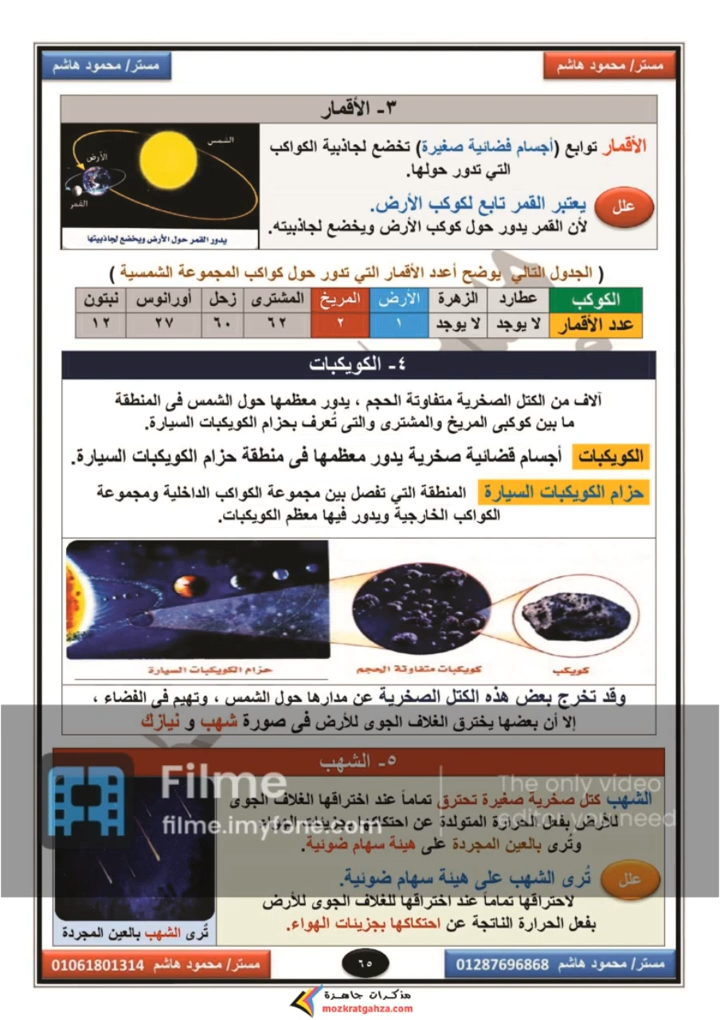 مستر/ محمود هاشم
مستر/ محمود هاشم
٣- الأقمار
الأقمار توابع (أجسام فضائية صغيرة) تخضع لجاذبية الكواكب
التي تدور حولها.
علل
يعتبر القمر تابع لكوكب الأرض.
لأن القمر يدور حول كوكب الأرض ويخضع لجاذبيته.
الشمس
الأرض
القمر
يدور القمر حول الأرض ويخضع لجاذبيتها
( الجدول التالي يوضح أعدد الأقمار التي تدور حول كواكب المجموعة الشمسية )
الكوكب عطارد الزهرة الأرض المريخ المشترى زحل أورانوس نبتون
عدد الأقمار لا يوجد لا يوجد ١ ٢ ٦٢ ٦٠ ٢٧ ١٢
٤- الكويكبات
آلاف من الكتل الصخرية متفاوتة الحجم ، يدور معظمها حول الشمس فى المنطقة
ما بين كوكبى المريخ والمشترى والتى تُعرف بحزام الكويكبات السيارة.
الكويكبات أجسام فضائية صخرية يدور معظمها فى منطقة حزام الكويكبات السيارة.
حزام الكويكبات السيارة المنطقة التي تفصل بين مجموعة الكواكب الداخلية ومجموعة
الكواكب الخارجية ويدور فيها معظم الكويكبات.
كويكب
كويكبات متفاوتة الحجم
حزام الكويكبات السيارة
وقد تخرج بعض هذه الكتل الصخرية عن مدارها حول الشمس ، وتهيم فى الفضاء ،
إلا أن بعضها يخترق الغلاف الجوى للأرض فى صورة شهب و نيازك
٥- الشهب
الشهب كتل صخرية صغيرة تحترق تماماً عند اختراقها الغلاف الجوى
للأرض بفعل الحرارة المتولدة عن احتكاكها بجزيئات الهواء
وتُرى بالعين المجردة على هيئة سهام ضوئية.
Filme
filme.imyfone.com
The only video
editor you need
علل
تُرى الشهب على هيئة سهام ضوئية.
لاحتراقها تماماً عند اختراقها للغلاف الجوى للأرض
بفعل الحرارة الناتجة عن احتكاكها بجزيئات الهواء.
تُرى الشهب بالعين المجردة
مستر/ محمود هاشم 01287696868
٦٥
مستر/ محمود هاشم 01061801314
مذكرات جاهزة
mozkratgahza.com